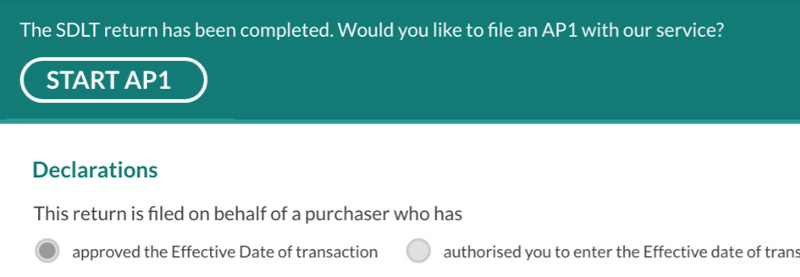 The SDLT return has been completed. Would you like to file an AP1 with our service?
START AP1
Declarations
This return is filed on behalf of a purchaser who has
approved the Effective Date of transaction authorised you to enter the Effective date of trans